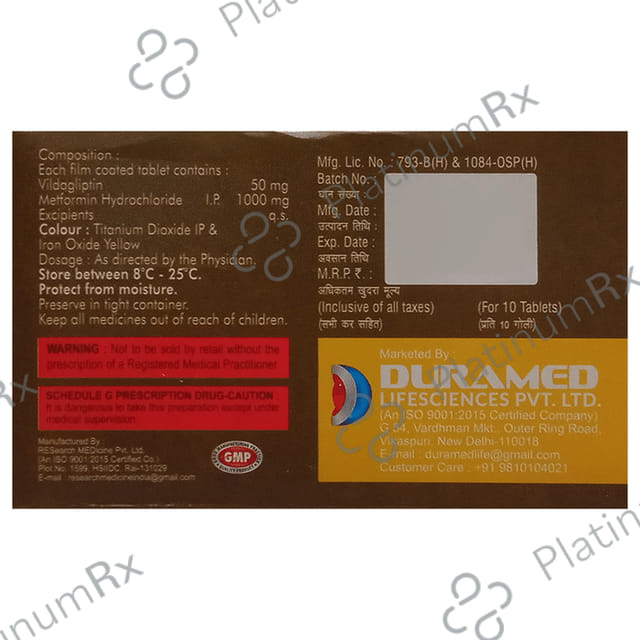 PlatinumRx
PlatinumRx
Composition :
Each film coated tablet contains :
Vildagliptin 50 mg
Metformin Hydrochloride I.P. 1000 mg
Excipients q.s.
Colour : Titanium Dioxide IP &
Iron Oxide Yellow
Dosage : As directed by the Physician.
Store between 8°C - 25°C.
Protect from moisture.
Preserve in tight container.
Keep all medicines out of reach of children.
WARNING : Not to be sold by retail without the
prescription of a Registered Medical Practitioner
SCHEDULE G PRESCRIPTION DRUG-CAUTION
It is dangerous to take this preparation except under
medical supervision
Manufactured By
RESearch MEDicine Pvt. Ltd.
(An ISO 9001:2015 Certified Co.)
Plot No. 1599, HSIIDC, Rai-131029
E-mail : researchmedicineindia@gmail.com
GMP
Mfg. Lic. No. : 793-B(H) & 1084-OSP(H)
Batch No. :
घान संख्या :
Mfg. Date :
उत्पादन तिथि
Exp. Date :
अवसान तिथि
M.R.P. ₹. :
अधिकतम खुदरा मूल्य
(Inclusive of all taxes) (For 10 Tablets)
(सभी कर सहित) (प्रति 10 गोली)
Marketed By
DURAMED
LIFESCIENCES PVT. LTD.
(An ISO 9001:2015 Certified Company)
G 54, Vardhman Mkt., Outer Ring Road,
Vikaspuri, New Delhi-110018
E-mail : duramedlife@gmail.com
Customer Care : +91 9810104021
PlatinumRx
PlatinumRx
PlatinumRx